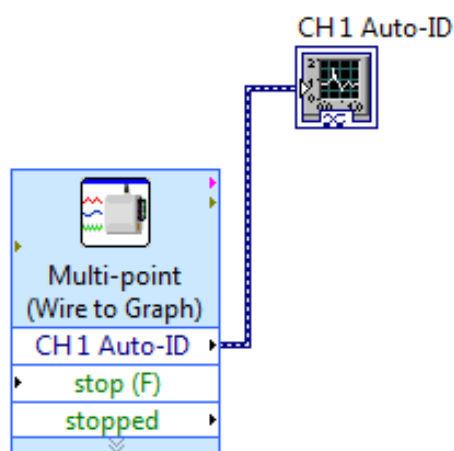 CH 1 Auto-ID
Multi-point
(Wire to Graph)
CH 1 Auto-ID
stop (F)
stopped